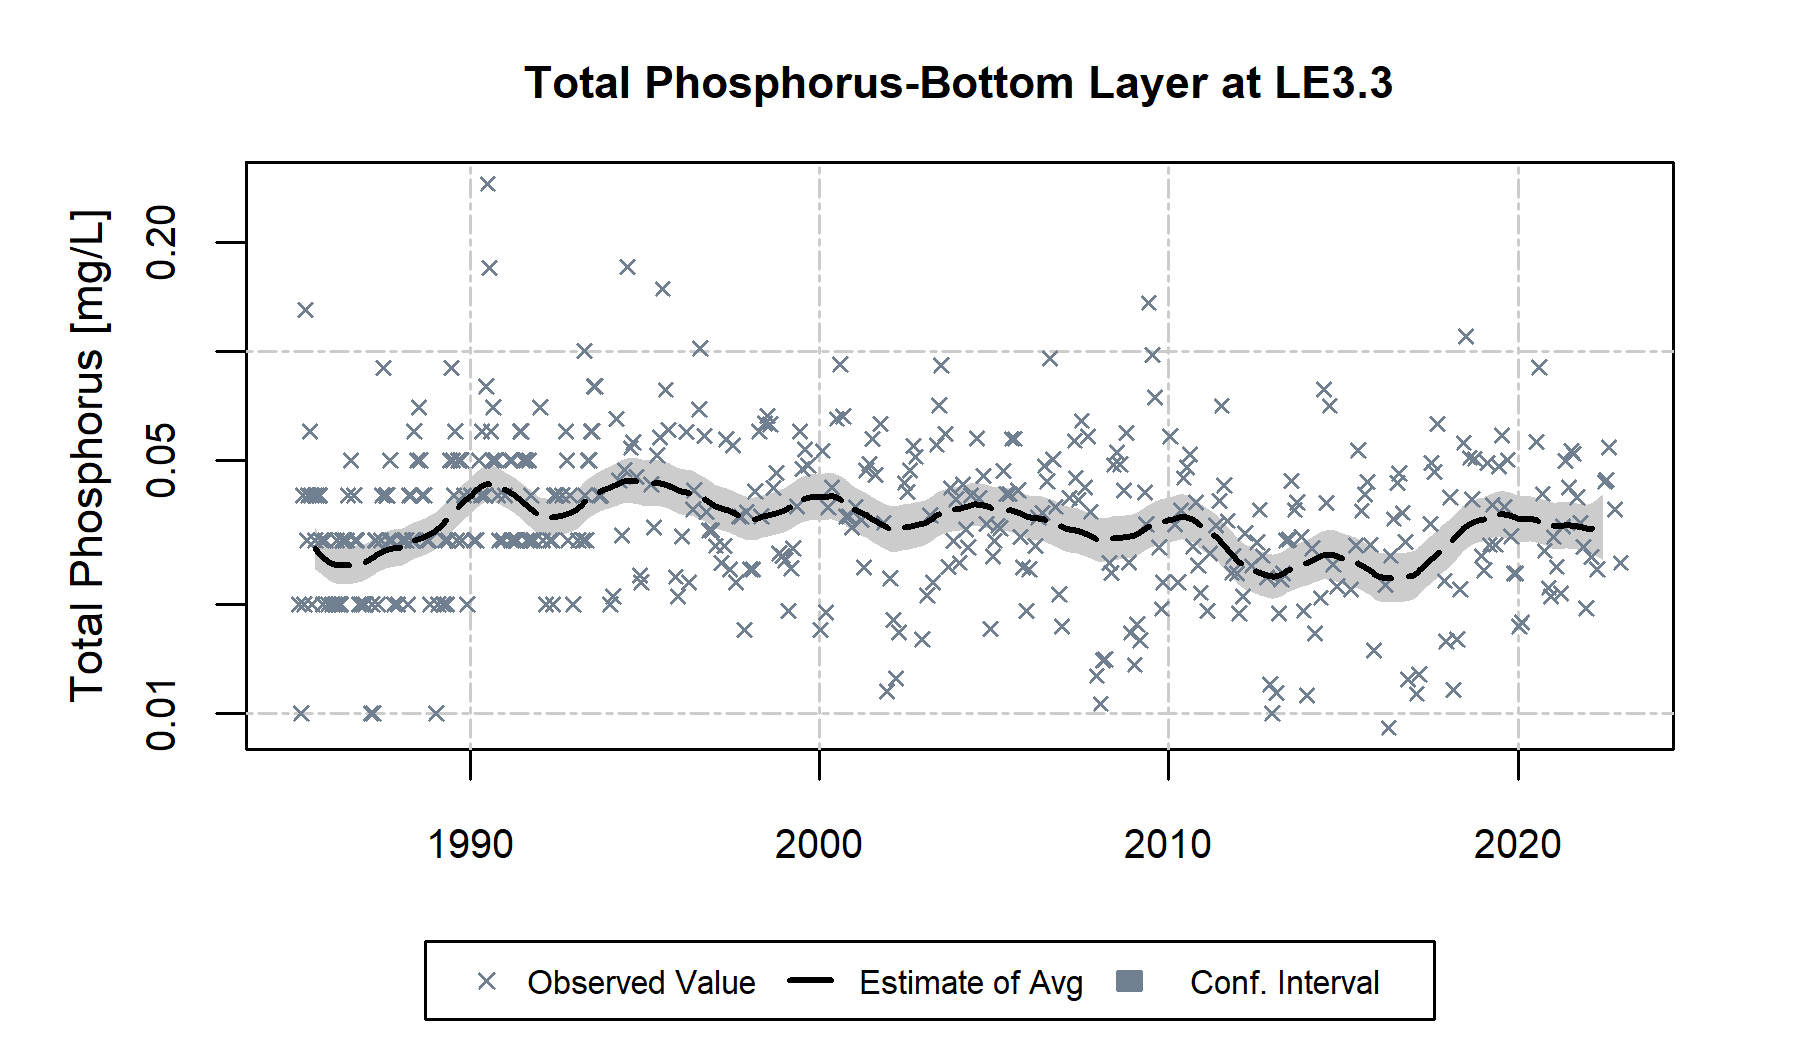 Total Phosphorus-Bottom Layer at LE3.3
Total Phosphorus [mg/L]
0.20
0.05
0.01
1990 2000 2010 2020
Observed Value Estimate of Avg Conf. Interval